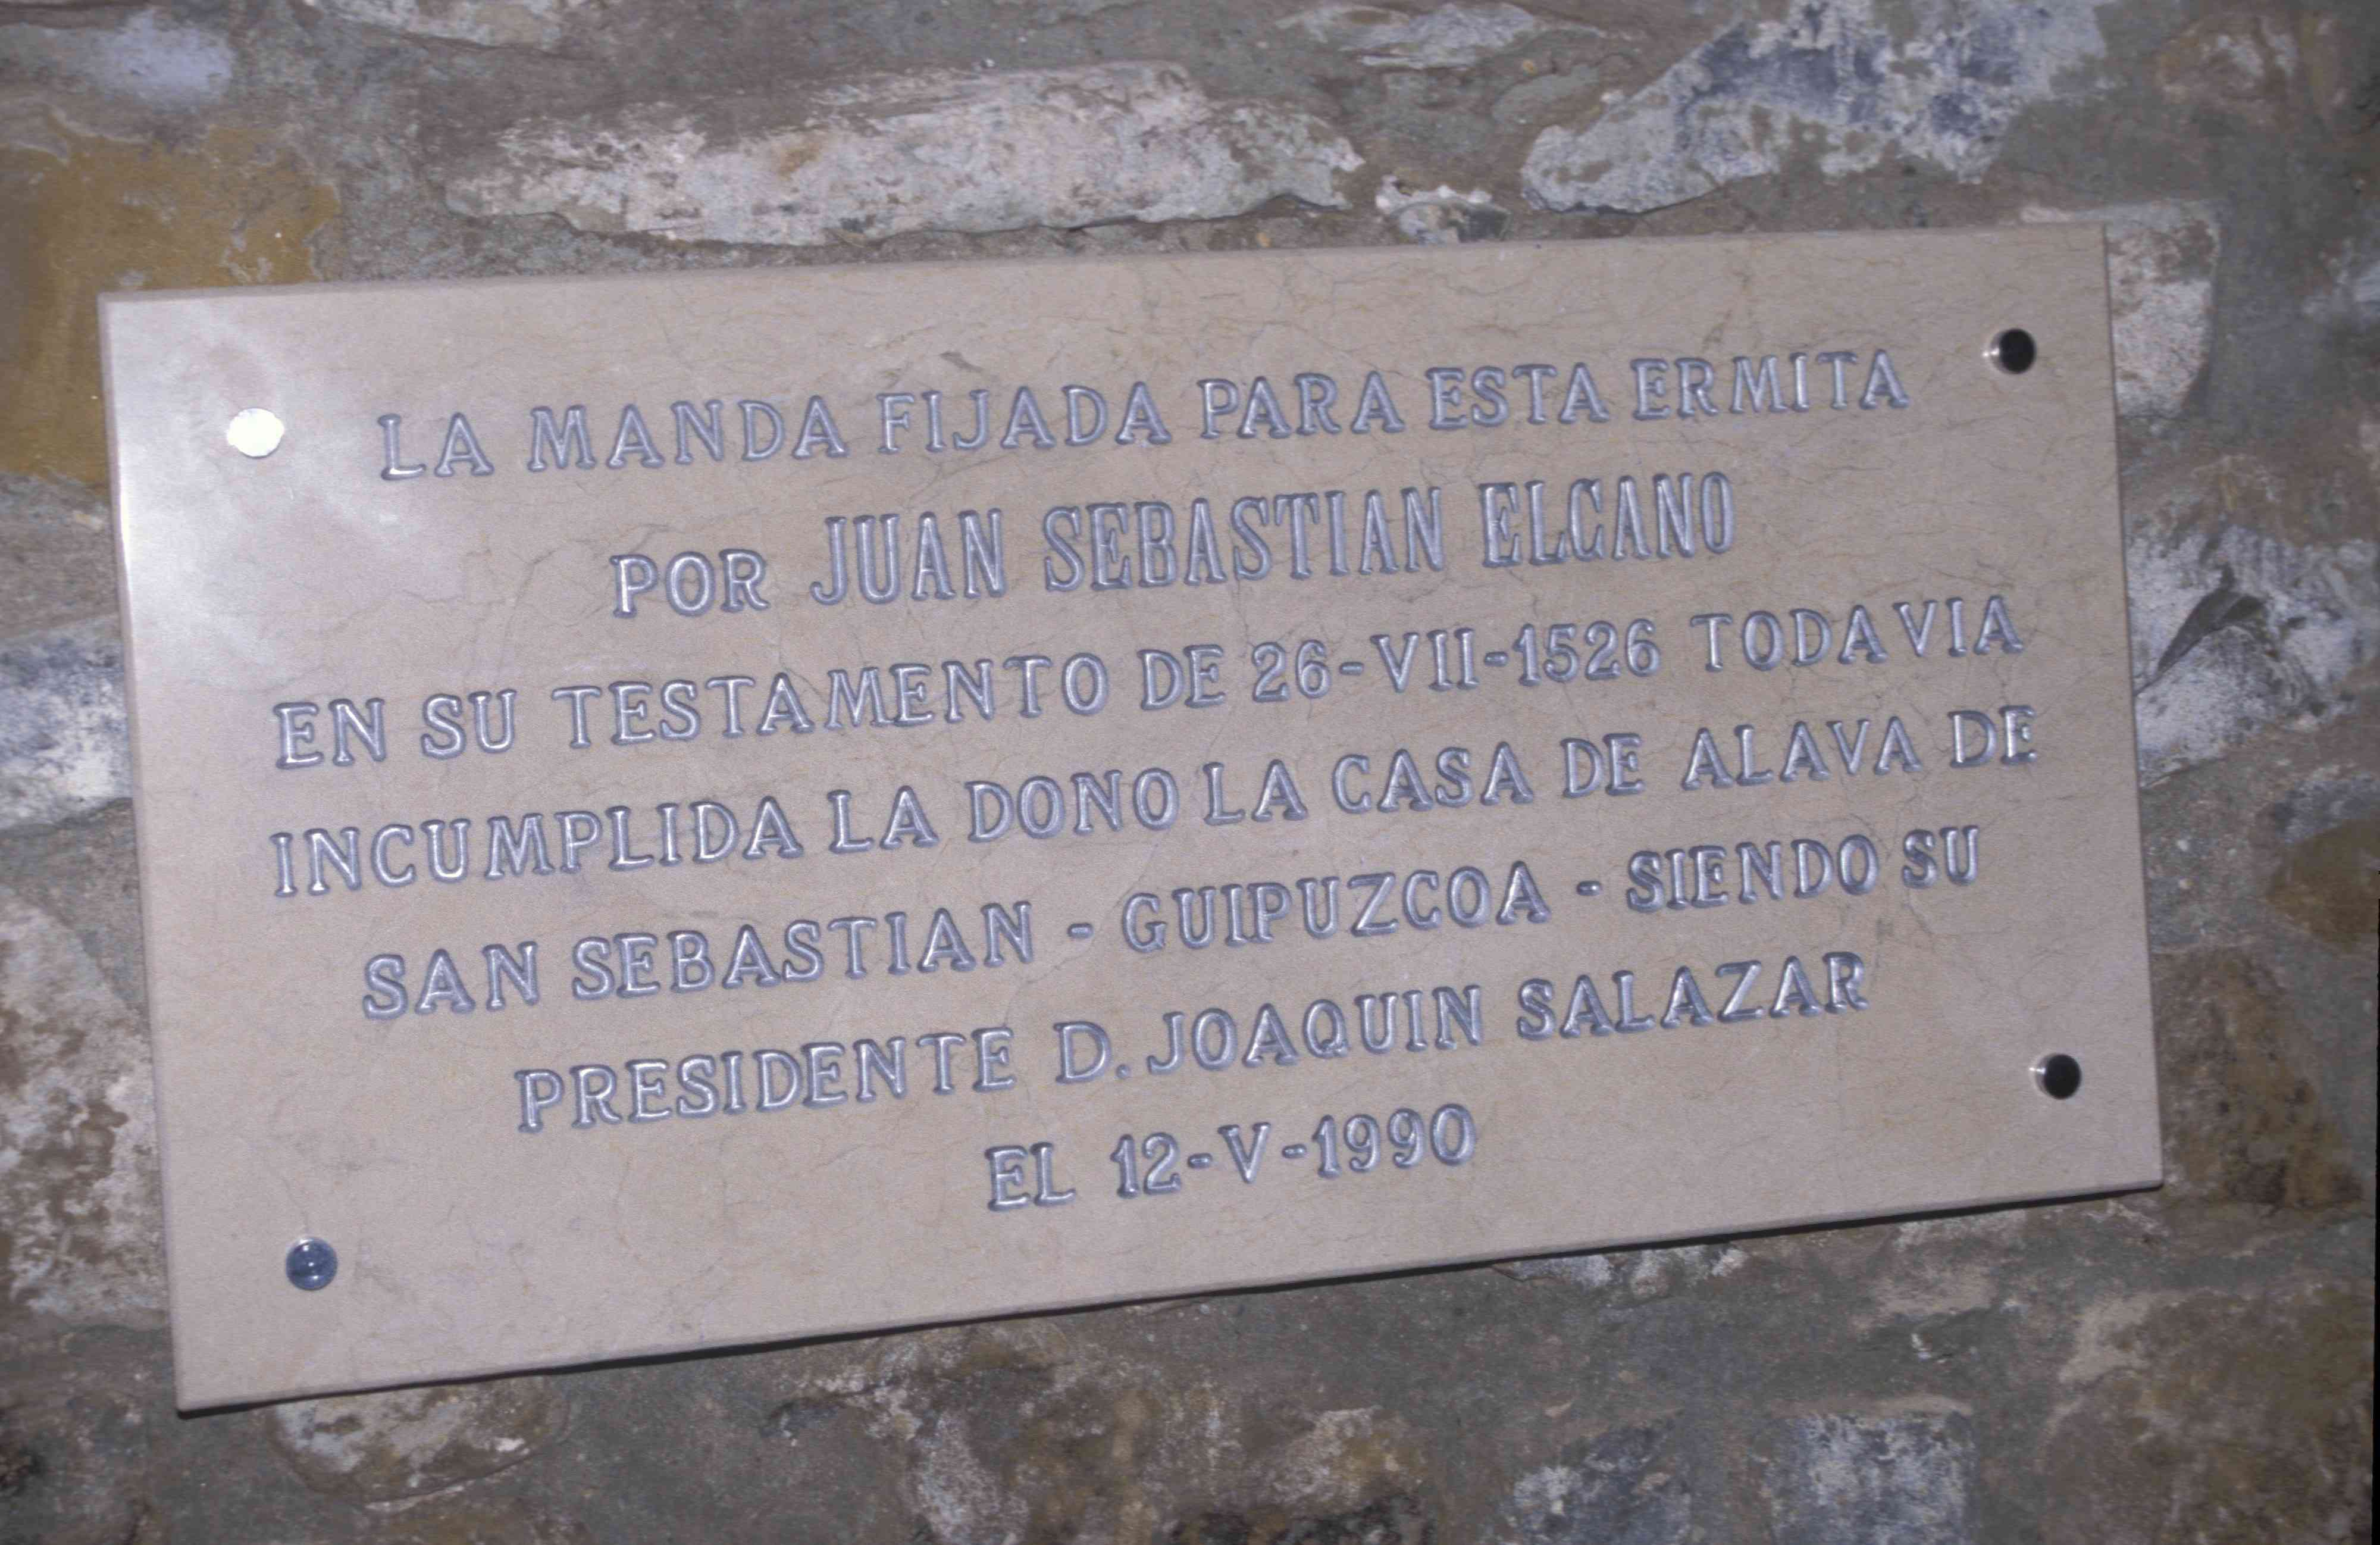 LA MANDA FIJADA PARA ESTA ERMITA
POR JUAN SEBASTIAN ELCANO
EN SU TESTAMENTO DE 26-VII-1526 TODAVIA
INCUMPLIDA LA DONO LA CASA DE ALAVA DE
SAN SEBASTIAN - GUIPUZCOA - SIENDO SU
PRESIDENTE D. JOAQUIN SALAZAR
EL 12-V-1990